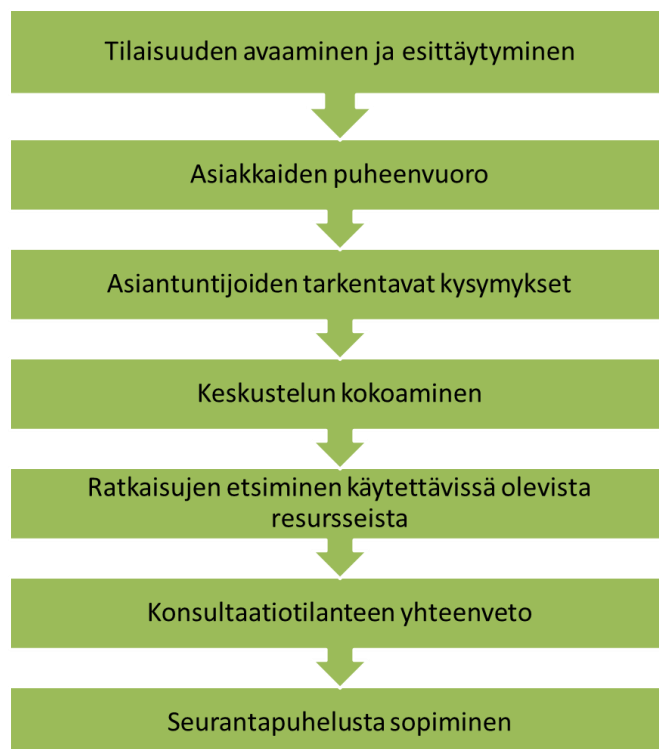 Tilaisuuden avaaminen ja esittäytyminen
Asiakkaiden puheenvuoro
Asiantuntijoiden tarkentavat kysymykset
Keskustelun kokoaminen
Ratkaisujen etsiminen käytettävissä olevista
resursseista
Konsultaatiotilanteen yhteenveto
Seurantapuhelusta sopiminen